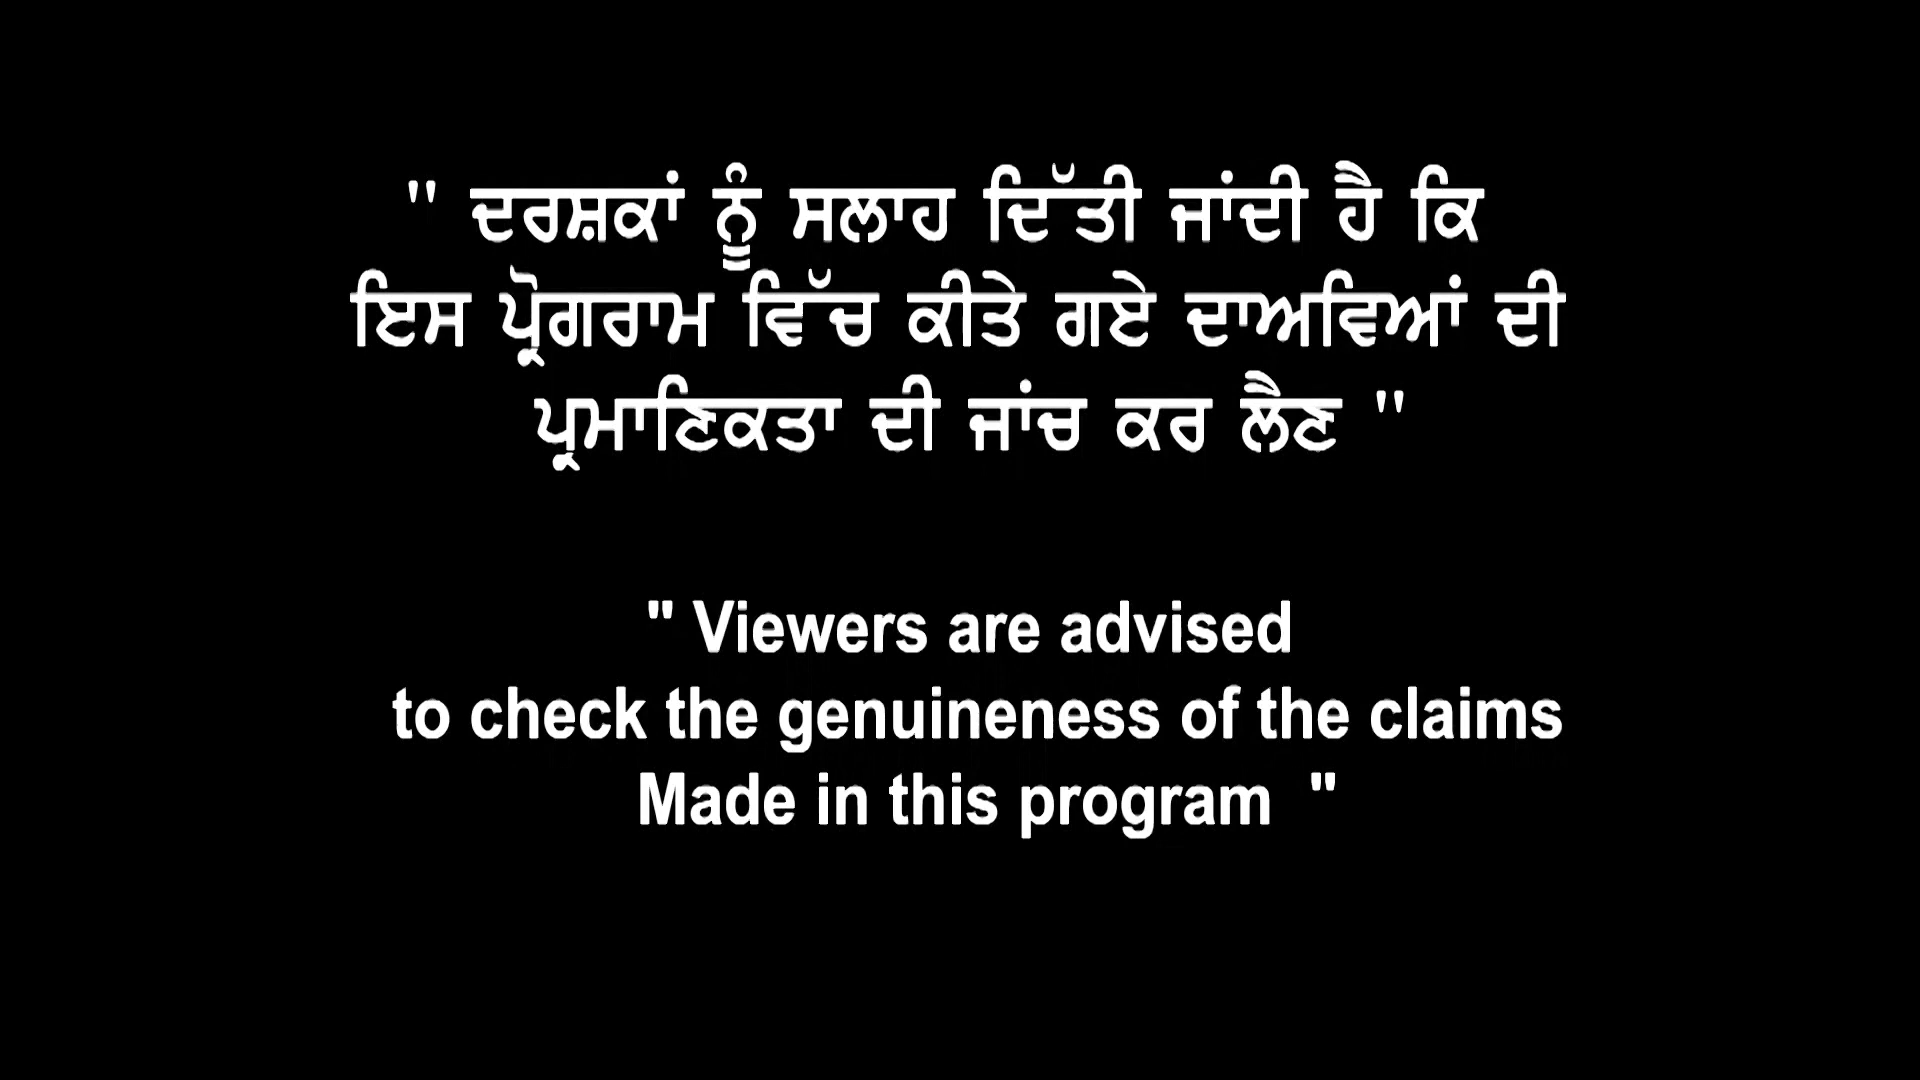 " ਦਰਸ਼ਕਾਂ ਨੂੰ ਸਲਾਹ ਦਿੱਤੀ ਜਾਂਦੀ ਹੈ ਕਿ
ਇਸ ਪ੍ਰੋਗਰਾਮ ਵਿੱਚ ਕੀਤੇ ਗਏ ਦਾਅਵਿਆਂ ਦੀ
ਪ੍ਰਮਾਣਿਕਤਾ ਦੀ ਜਾਂਚ ਕਰ ਲੈਣ "
" Viewers are advised
to check the genuineness of the claims
Made in this program "